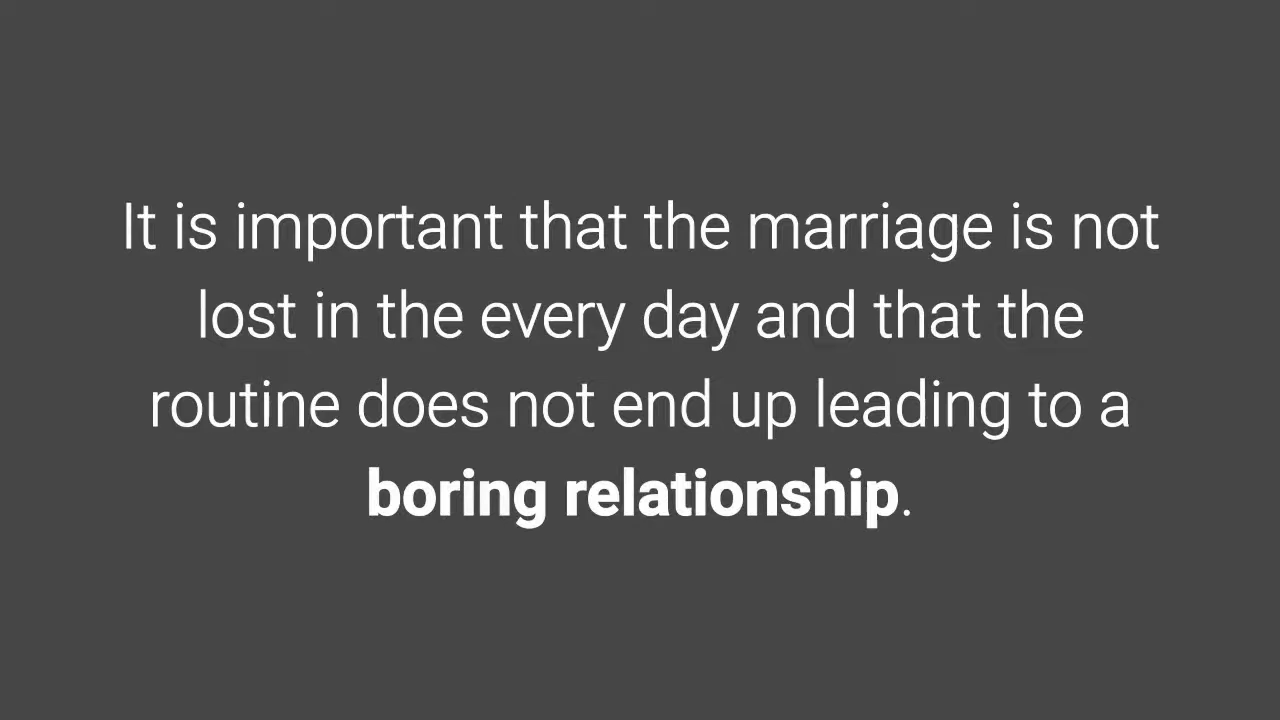 It is important that the marriage is not
lost in the every day and that the
routine does not end up leading to a
boring relationship.